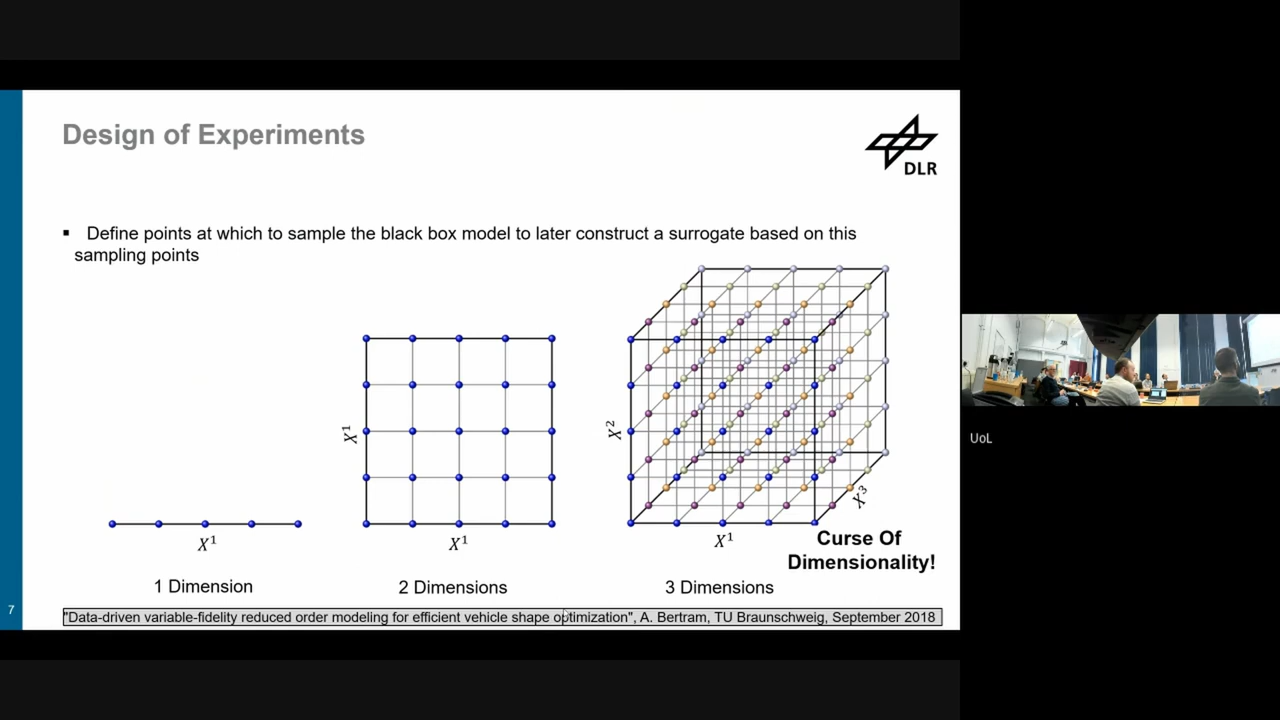 Design of Experiments
DLR
▪ Define points at which to sample the black box model to later construct a surrogate based on this
sampling points
X¹
X¹
X¹
X²
X¹
X³
Curse Of
Dimensionality!
1 Dimension
2 Dimensions
3 Dimensions
7
"Data-driven variable-fidelity reduced order modeling for efficient vehicle shape optimization", A. Bertram, TU Braunschweig, September 2018
UoL